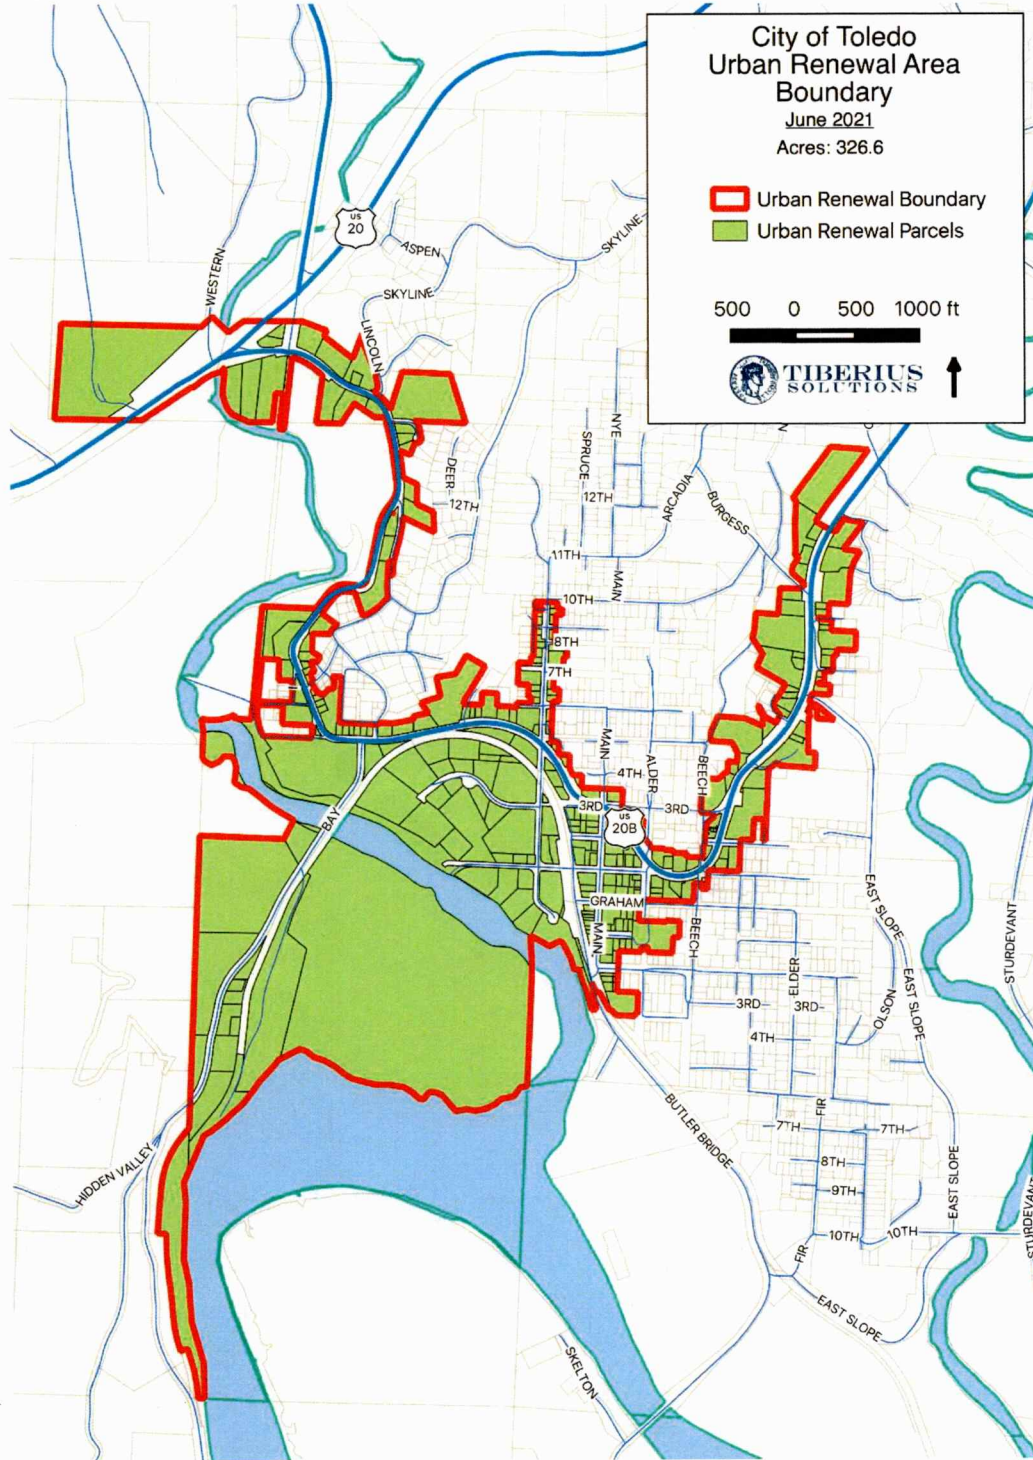 City of Toledo
Urban Renewal Area
Boundary
June 2021
Acres: 326.6
Urban Renewal Boundary
Urban Renewal Parcels
500 0 500 1000 ft
TIBERIUS
SOLUTIONS
US
20
ASPEN
SKYLINE
WESTERN
SKYLINE
LINCOLN
NYE
SPRUCE
DEER
12TH
12TH
ARCADIA
BURGESS
11TH
MAIN
10TH
8TH
7TH
MAIN
4TH
ALDER
BEECH
3RD
US
20B
3RD
BAY
GRAHAM
MAIN
BEECH
EAST SLOPE
STURDEVANT
ELDER
EAST SLOPE
3RD
3RD
OLSON
4TH
FIR
BUTLER BRIDGE
7TH
7TH
HIDDEN VALLEY
8TH
EAST SLOPE
9TH
STURDEVANT
10TH
10TH
FIR
EAST SLOPE
SKELTON